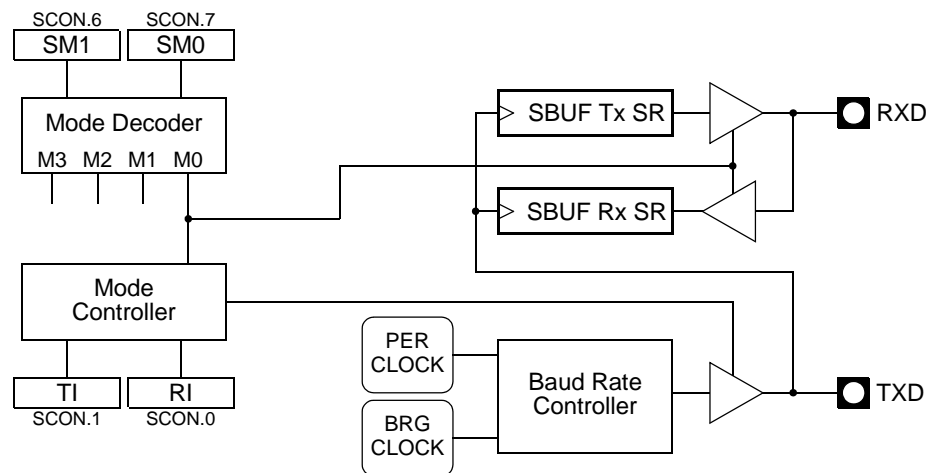 SCON.6 SCON.7
SM1 SM0
Mode Decoder
M3 M2 M1 M0
SBUF Tx SR
RXD
SBUF Rx SR
Mode
Controller
TI RI
SCON.1 SCON.0
PER
CLOCK
BRG
CLOCK
Baud Rate
Controller
TXD